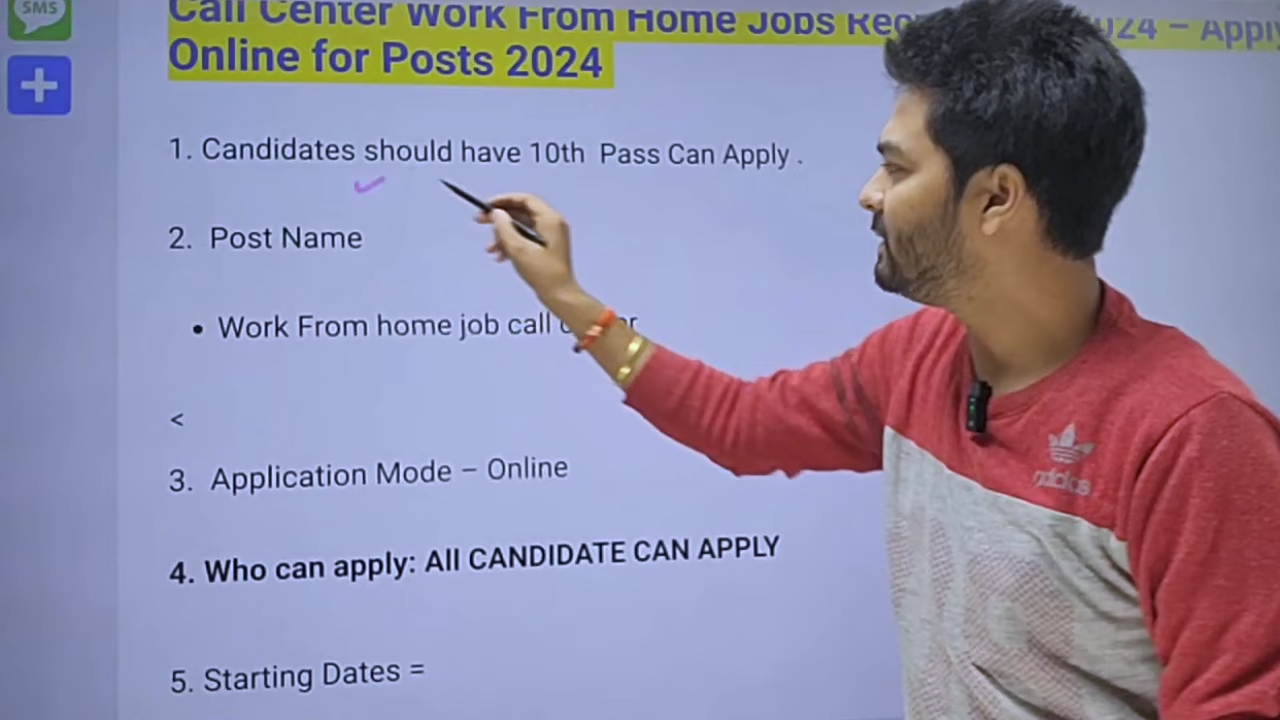 SMS
Call Center Work From Home Jobs 2024 – Apply
Online for Posts 2024
1. Candidates should have 10th Pass Can Apply .
2. Post Name
• Work From home job call
<
3. Application Mode – Online
4. Who can apply: All CANDIDATE CAN APPLY
5. Starting Dates =
adidas